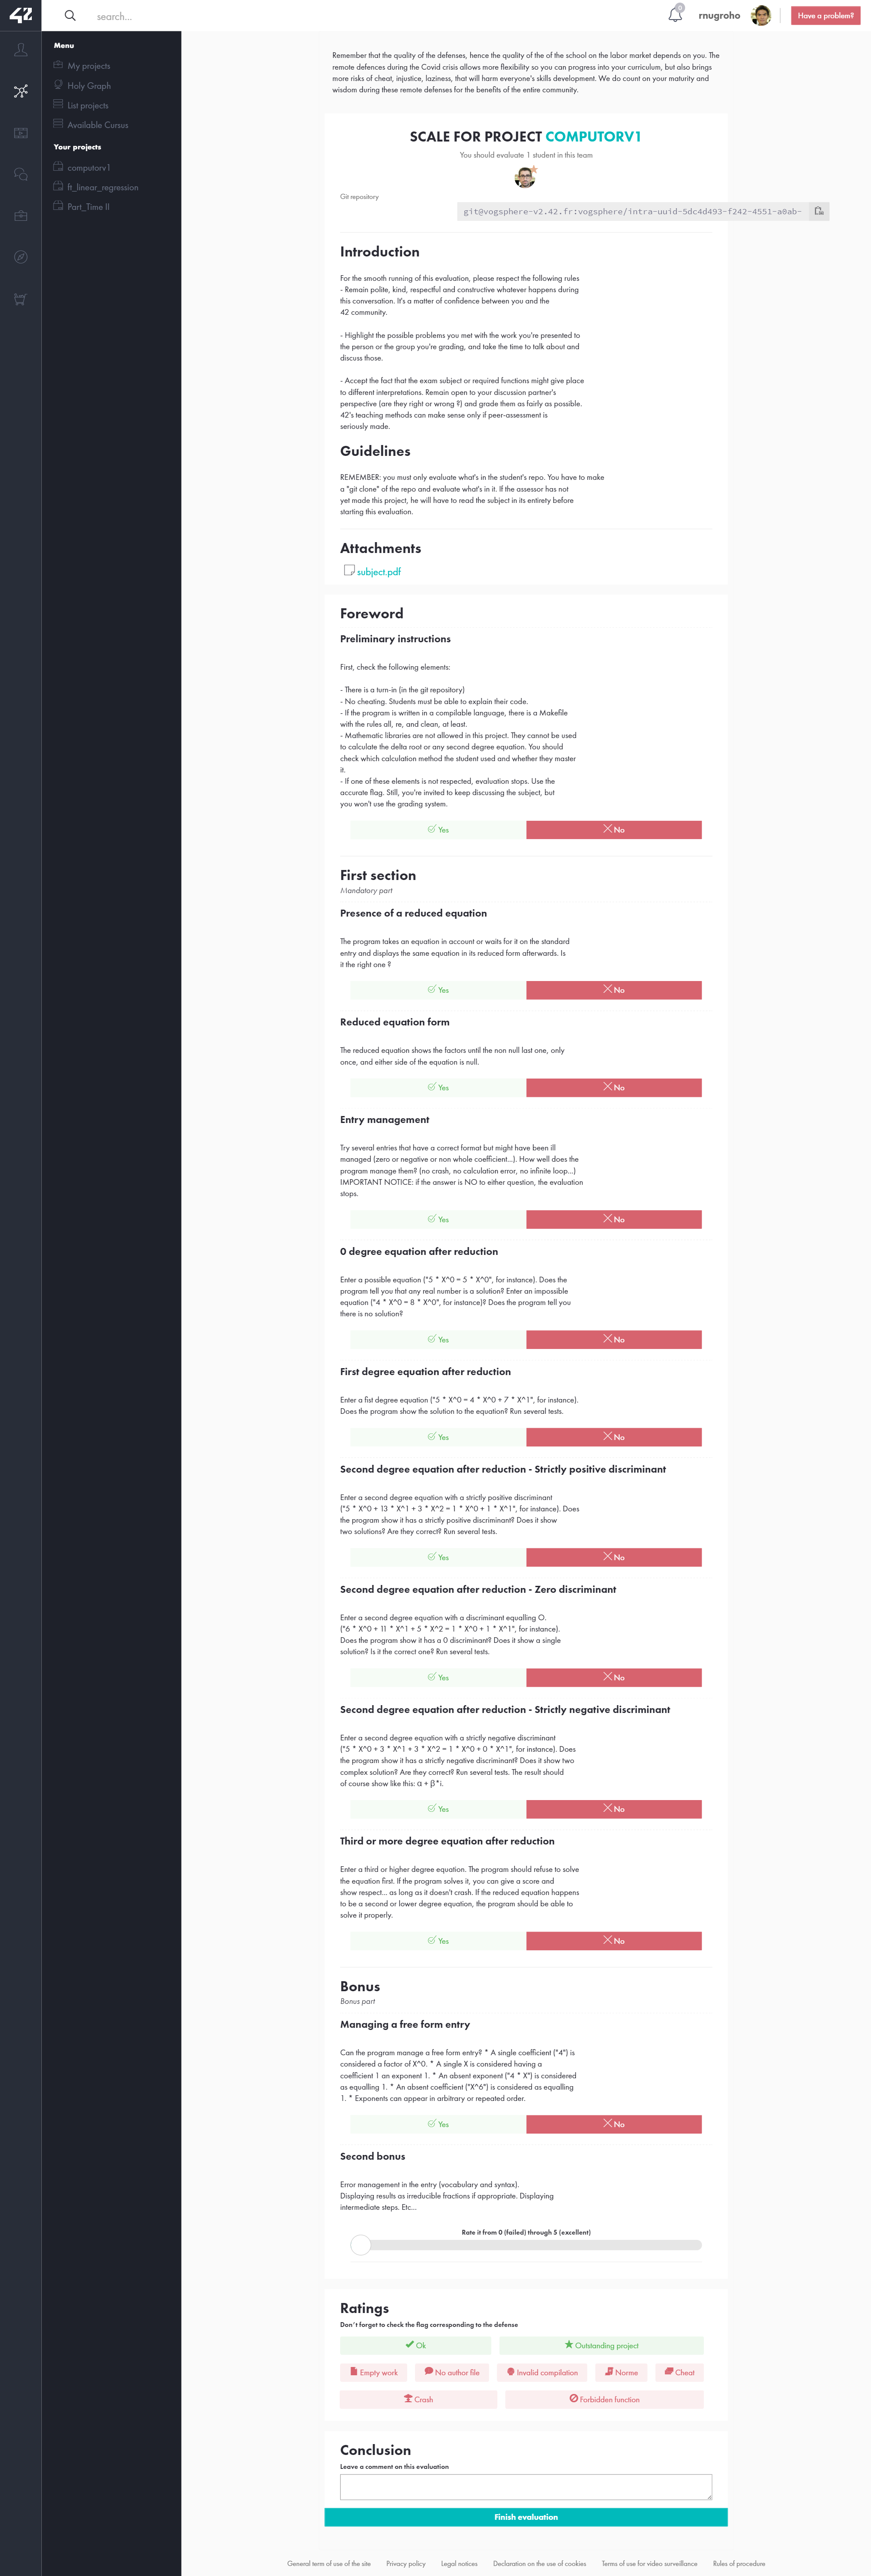 42
search...
0
rnugroho
Have a problem?
Menu
My projects
Holy Graph
List projects
Available Cursus
Your projects
computorv1
ft_linear_regression
Part_Time II
Remember that the quality of the defenses, hence the quality of the of the school on the labor market depends on you. The
remote defences during the Covid crisis allows more flexibility so you can progress into your curriculum, but also brings
more risks of cheat, injustice, laziness, that will harm everyone's skills development. We do count on your maturity and
wisdom during these remote defenses for the benefits of the entire community.
SCALE FOR PROJECT COMPUTORV1
You should evaluate 1 student in this team
Git repository
git@vogsphere-v2.42.fr:vogsphere/intra-uuid-5dc4d493-f242-4551-a0ab-
Introduction
For the smooth running of this evaluation, please respect the following rules
- Remain polite, kind, respectful and constructive whatever happens during
this conversation. It's a matter of confidence between you and the
42 community.
- Highlight the possible problems you met with the work you're presented to
the person or the group you're grading, and take the time to talk about and
discuss those.
- Accept the fact that the exam subject or required functions might give place
to different interpretations. Remain open to your discussion partner's
perspective (are they right or wrong ?) and grade them as fairly as possible.
42's teaching methods can make sense only if peer-assessment is
seriously made.
Guidelines
REMEMBER: you must only evaluate what's in the student's repo. You have to make
a "git clone" of the repo and evaluate what's in it. If the assessor has not
yet made this project, he will have to read the subject in its entirety before
starting this evaluation.
Attachments
subject.pdf
Foreword
Preliminary instructions
First, check the following elements:
- There is a turn-in (in the git repository)
- No cheating. Students must be able to explain their code.
- If the program is written in a compilable language, there is a Makefile
with the rules all, re, and clean, at least.
- Mathematic libraries are not allowed in this project. They cannot be used
to calculate the delta root or any second degree equation. You should
check which calculation method the student used and whether they master
it.
- If one of these elements is not respected, evaluation stops. Use the
accurate flag. Still, you're invited to keep discussing the subject, but
you won't use the grading system.
Yes
No
First section
Mandatory part
Presence of a reduced equation
The program takes an equation in account or waits for it on the standard
entry and displays the same equation in its reduced form afterwards. Is
it the right one ?
Yes
No
Reduced equation form
The reduced equation shows the factors until the non null last one, only
once, and either side of the equation is null.
Yes
No
Entry management
Try several entries that have a correct format but might have been ill
managed (zero or negative or non whole coefficient...). How well does the
program manage them? (no crash, no calculation error, no infinite loop...)
IMPORTANT NOTICE: if the answer is NO to either question, the evaluation
stops.
Yes
No
0 degree equation after reduction
Enter a possible equation ("5 * X^0 = 5 * X^0", for instance). Does the
program tell you that any real number is a solution? Enter an impossible
equation ("4 * X^0 = 8 * X^0", for instance)? Does the program tell you
there is no solution?
Yes
No
First degree equation after reduction
Enter a fist degree equation ("5 * X^0 = 4 * X^0 + 7 * X^1", for instance).
Does the program show the solution to the equation? Run several tests.
Yes
No
Second degree equation after reduction - Strictly positive discriminant
Enter a second degree equation with a strictly positive discriminant
("5 * X^0 + 13 * X^1 + 3 * X^2 = 1 * X^0 + 1 * X^1", for instance). Does
the program show it has a strictly positive discriminant? Does it show
two solutions? Are they correct? Run several tests.
Yes
No
Second degree equation after reduction - Zero discriminant
Enter a second degree equation with a discriminant equalling O.
("6 * X^0 + 11 * X^1 + 5 * X^2 = 1 * X^0 + 1 * X^1", for instance).
Does the program show it has a 0 discriminant? Does it show a single
solution? Is it the correct one? Run several tests.
Yes
No
Second degree equation after reduction - Strictly negative discriminant
Enter a second degree equation with a strictly negative discriminant
("5 * X^0 + 3 * X^1 + 3 * X^2 = 1 * X^0 + 0 * X^1", for instance). Does
the program show it has a strictly negative discriminant? Does it show two
complex solution? Are they correct? Run several tests. The result should
of course show like this: α + β*i.
Yes
No
Third or more degree equation after reduction
Enter a third or higher degree equation. The program should refuse to solve
the equation first. If the program solves it, you can give a score and
show respect... as long as it doesn't crash. If the reduced equation happens
to be a second or lower degree equation, the program should be able to
solve it properly.
Yes
No
Bonus
Bonus part
Managing a free form entry
Can the program manage a free form entry? * A single coefficient ("4") is
considered a factor of X^0. * A single X is considered having a
coefficient 1 an exponent 1. * An absent exponent ("4 * X") is considered
as equalling 1. * An absent coefficient ("X^6") is considered as equalling
1. * Exponents can appear in arbitrary or repeated order.
Yes
No
Second bonus
Error management in the entry (vocabulary and syntax).
Displaying results as irreducible fractions if appropriate. Displaying
intermediate steps. Etc...
Rate it from 0 (failed) through 5 (excellent)
Ratings
Don't forget to check the flag corresponding to the defense
Ok
Outstanding project
Empty work
No author file
Invalid compilation
Norme
Cheat
Crash
Forbidden function
Conclusion
Leave a comment on this evaluation
Finish evaluation
General term of use of the site
Privacy policy
Legal notices
Declaration on the use of cookies
Terms of use for video surveillance
Rules of procedure